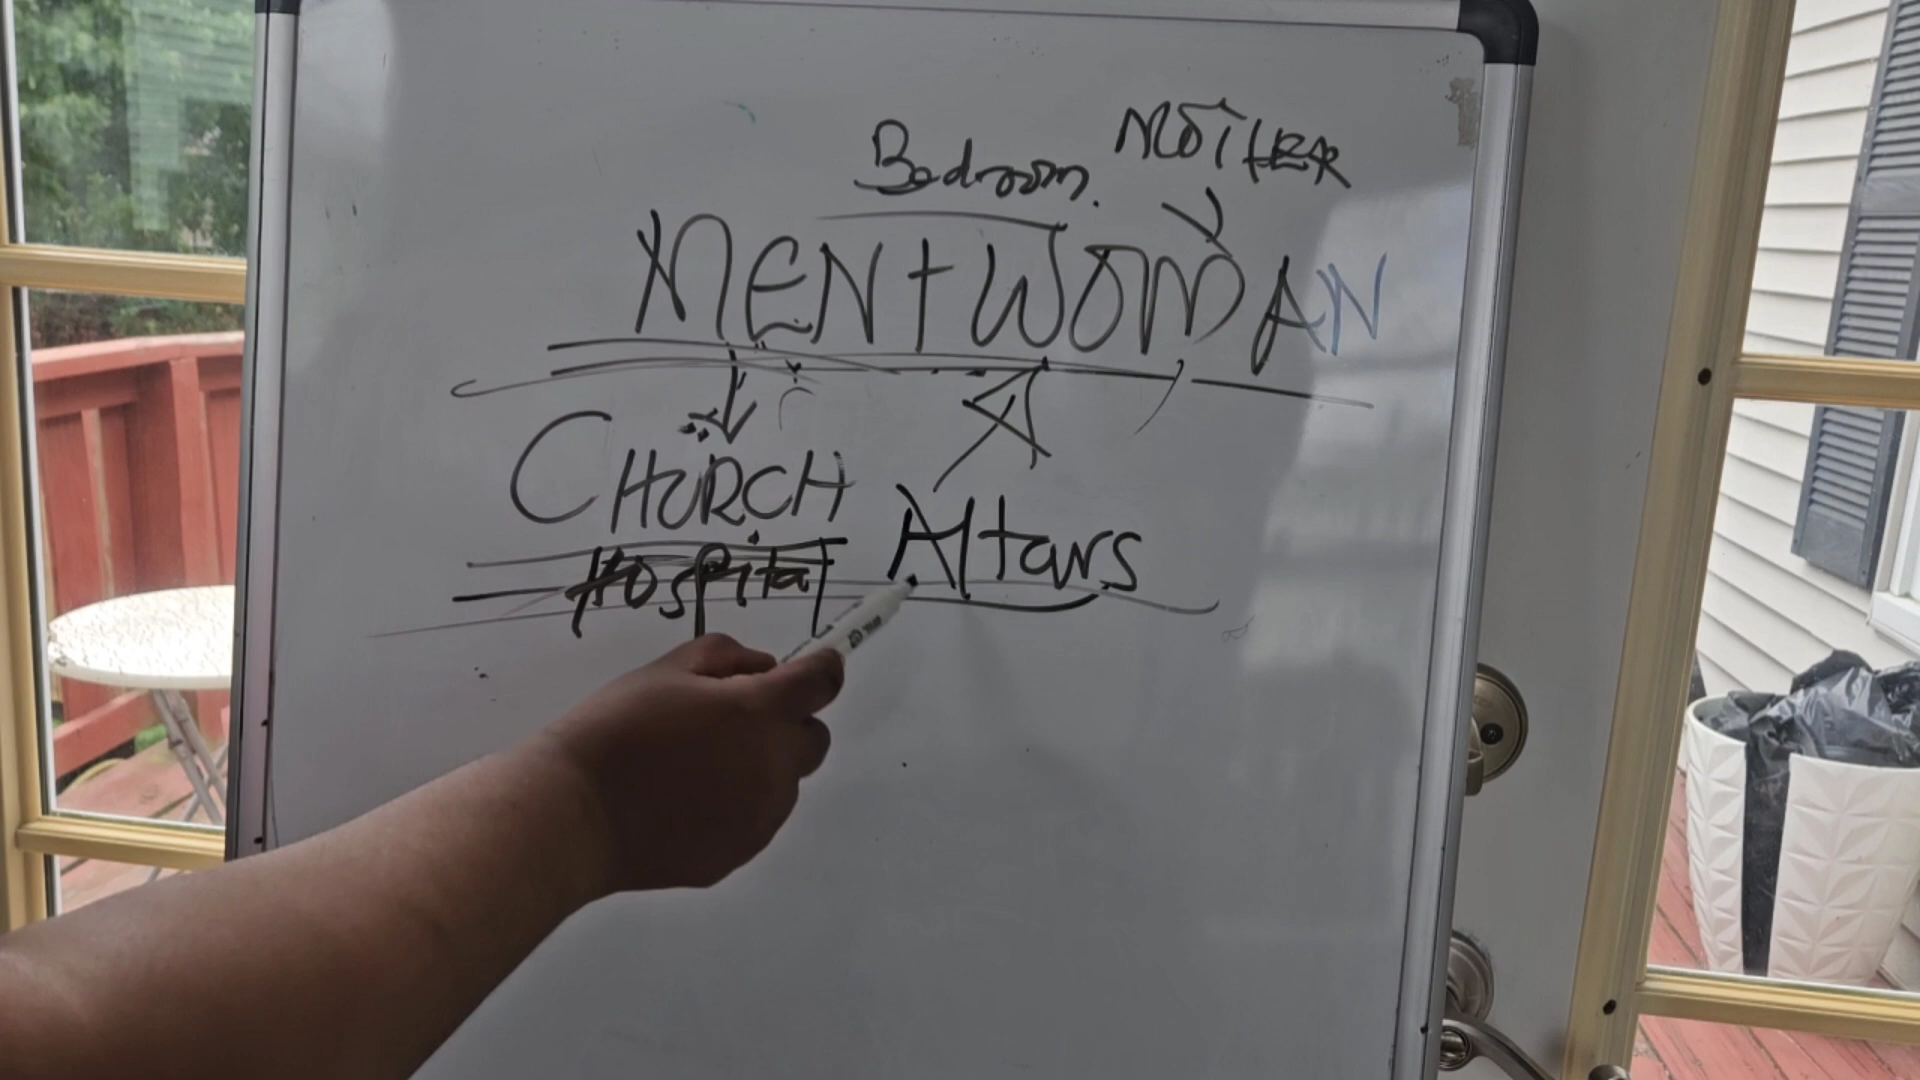 Bedroom. MOTHER
MEN + WOMAN
CHURCH
Altars
Hospital